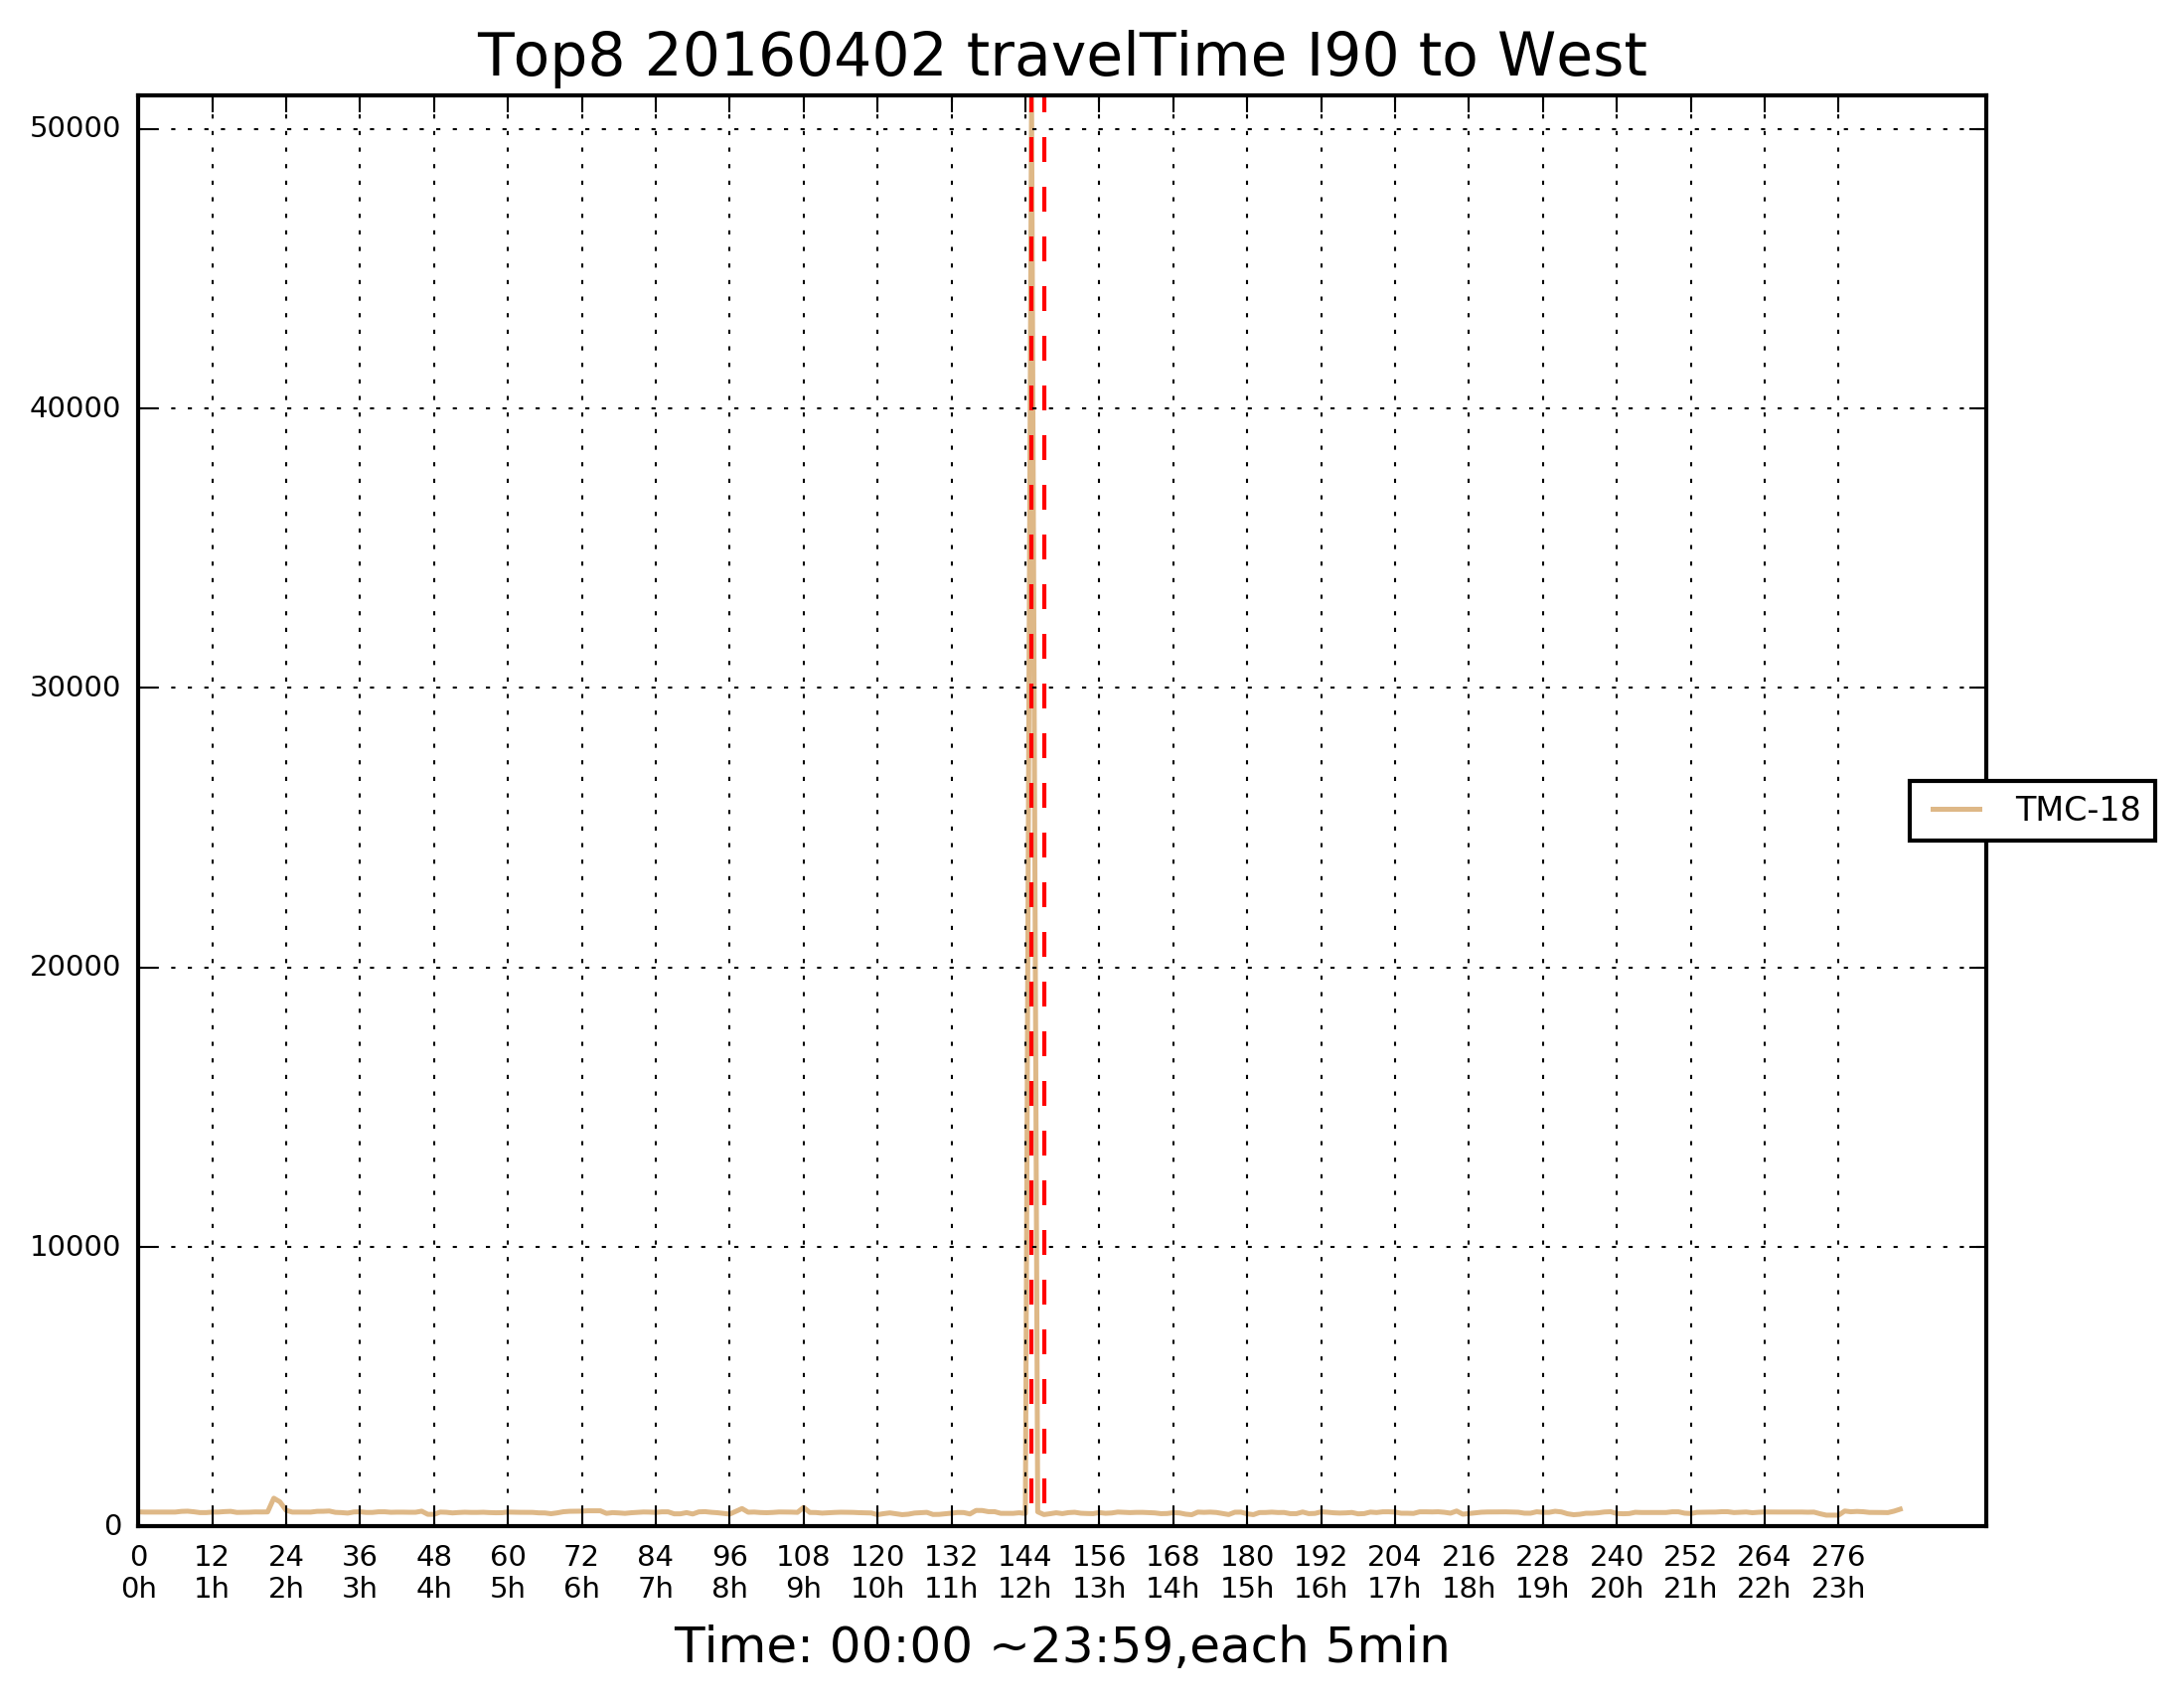 Top8 20160402 travelTime I90 to West
50000
40000
30000
20000
10000
0
TMC-18
0 12 24 36 48 60 72 84 96 108 120 132 144 156 168 180 192 204 216 228 240 252 264 276
0h 1h 2h 3h 4h 5h 6h 7h 8h 9h 10h 11h 12h 13h 14h 15h 16h 17h 18h 19h 20h 21h 22h 23h
Time: 00:00 ~23:59,each 5min